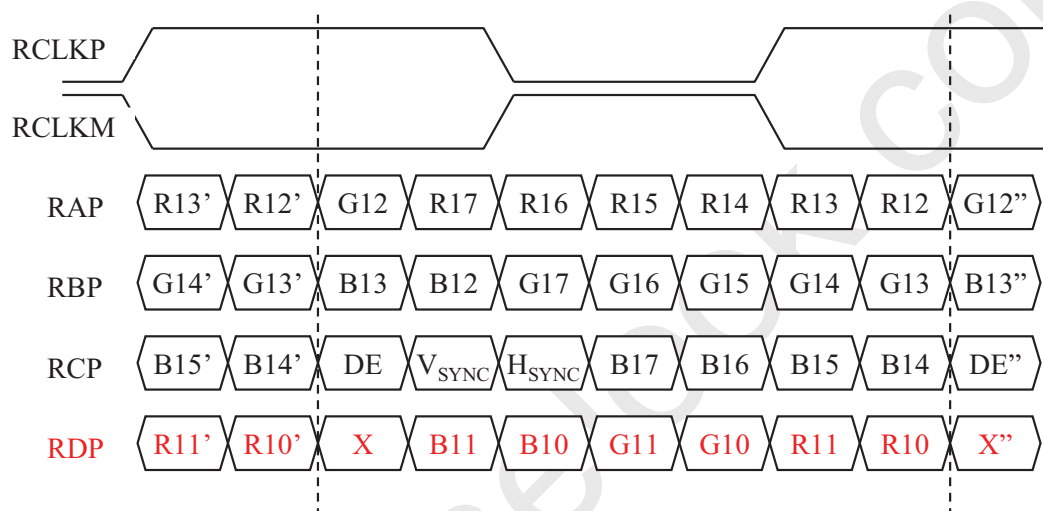 RCLKP
RCLKM
RAP R13’ R12’ G12 R17 R16 R15 R14 R13 R12 G12”
RBP G14’ G13’ B13 B12 G17 G16 G15 G14 G13 B13”
RCP B15’ B14’ DE VSYNC HSYNC B17 B16 B15 B14 DE”
RDP R11’ R10’ X B11 B10 G11 G10 R11 R10 X”